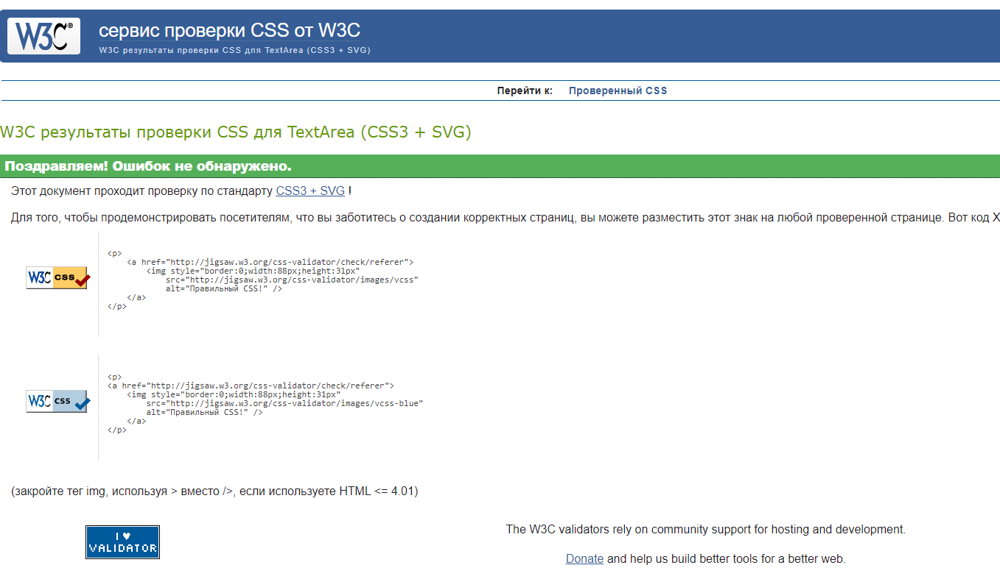 W3C®
сервис проверки CSS от W3C
W3C результаты проверки CSS для TextArea (CSS3 + SVG)
Перейти к: Проверенный CSS
W3C результаты проверки CSS для TextArea (CSS3 + SVG)
Поздравляем! Ошибок не обнаружено.
Этот документ проходит проверку по стандарту CSS3 + SVG !
Для того, чтобы продемонстрировать посетителям, что вы заботитесь о создании корректных страниц, вы можете разместить этот знак на любой проверенной странице. Вот код X
W3C css
<p>
<a href="http://jigsaw.w3.org/css-validator/check/referer">
<img style="border:0;width:88px;height:31px"
src="http://jigsaw.w3.org/css-validator/images/vcss"
alt="Правильный CSS!" />
</a>
</p>
W3C css
<p>
<a href="http://jigsaw.w3.org/css-validator/check/referer">
<img style="border:0;width:88px;height:31px"
src="http://jigsaw.w3.org/css-validator/images/vcss-blue"
alt="Правильный CSS!" />
</a>
</p>
(закройте тег img, используя > вместо />, если используете HTML <= 4.01)
I ♥
VALIDATOR
The W3C validators rely on community support for hosting and development.
Donate and help us build better tools for a better web.